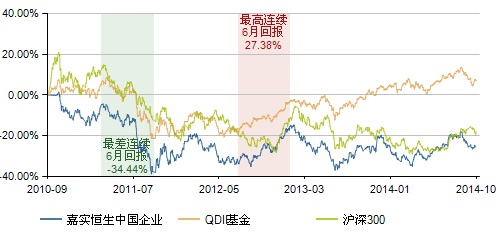 40.00%
20.00%
0.00%
-20.00%
-40.00%
最差连续
6月回报
-34.44%
最高连续
6月回报
27.38%
2010-09
2011-07
2012-05
2013-03
2014-01
2014-10
嘉实恒生中国企业
QDI基金
沪深300